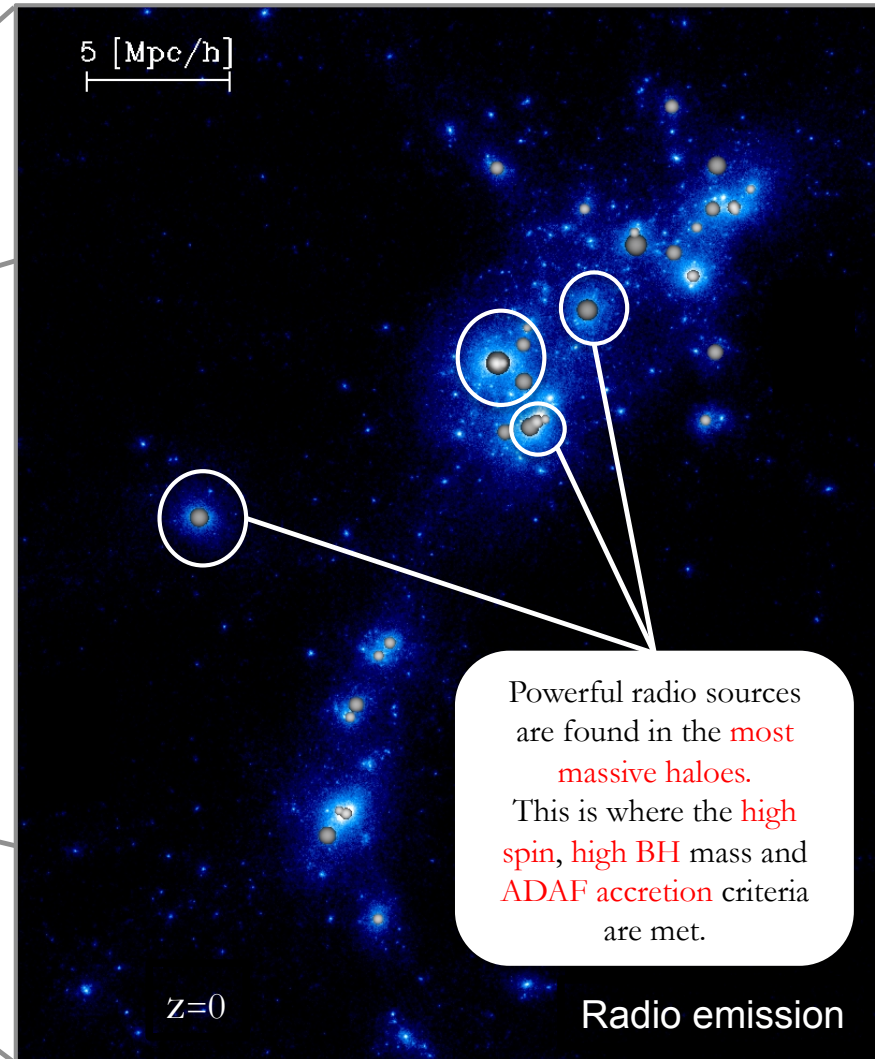 5 [Mpc/h]
Powerful radio sources
are found in the most
massive haloes.
This is where the high
spin, high BH mass and
ADAF accretion criteria
are met.
z=0
Radio emission